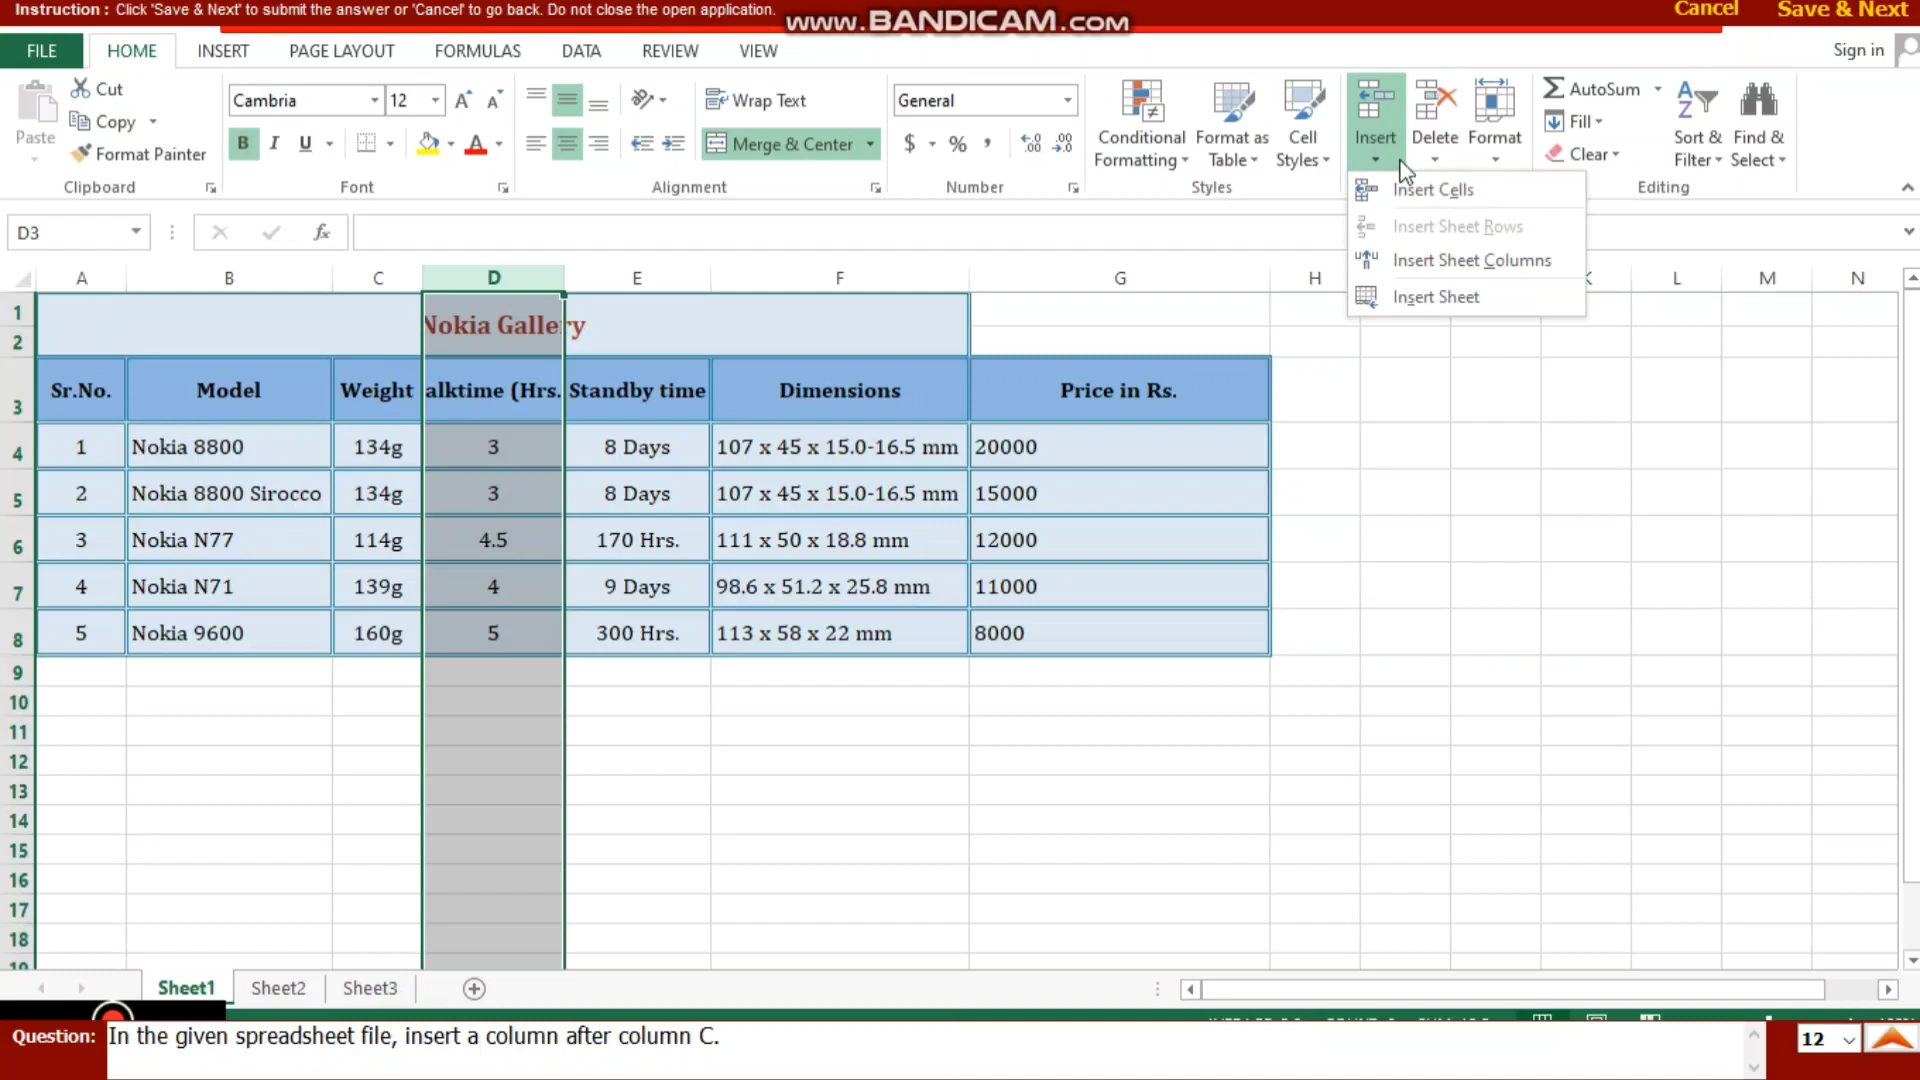 Instruction : Click 'Save & Next' to submit the answer or 'Cancel' to go back. Do not close the open application.
www.BANDICAM.com
Cancel Save & Next
FILE HOME INSERT PAGE LAYOUT FORMULAS DATA REVIEW VIEW Sign in
Paste
Cut
Copy
Format Painter
Clipboard
Cambria 12
B I U A
Font
Wrap Text
Merge & Center
Alignment
General
$ % ,
Number
Conditional Formatting
Format as Table
Cell Styles
Styles
Insert Delete Format
AutoSum
Fill
Clear
Sort & Filter
Find & Select
Editing
Insert Cells
Insert Sheet Rows
Insert Sheet Columns
Insert Sheet
D3 fx
A B C D E F G H K L M N
1 Nokia Gallery
2
3 Sr.No. Model Weight alktime (Hrs. Standby time Dimensions Price in Rs.
4 1 Nokia 8800 134g 3 8 Days 107 x 45 x 15.0-16.5 mm 20000
5 2 Nokia 8800 Sirocco 134g 3 8 Days 107 x 45 x 15.0-16.5 mm 15000
6 3 Nokia N77 114g 4.5 170 Hrs. 111 x 50 x 18.8 mm 12000
7 4 Nokia N71 139g 4 9 Days 98.6 x 51.2 x 25.8 mm 11000
8 5 Nokia 9600 160g 5 300 Hrs. 113 x 58 x 22 mm 8000
9
10
11
12
13
14
15
16
17
18
19
Sheet1 Sheet2 Sheet3
Question: In the given spreadsheet file, insert a column after column C.
12